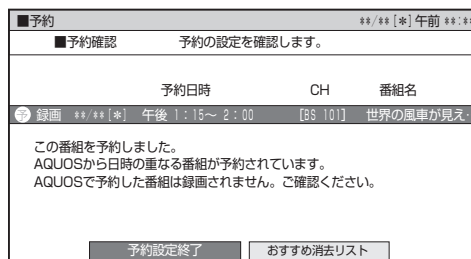 ■予約 **/**[*]午前 **:**
■予約確認 予約の設定を確認します。
予約日時 CH 番組名
予 録画 **/**[*] 午後 1:15～ 2:00 [BS 101] 世界の風車が見え･
この番組を予約しました。
AQUOSから日時の重なる番組が予約されています。
AQUOSで予約した番組は録画されません。ご確認ください。
予約設定終了 おすすめ消去リスト